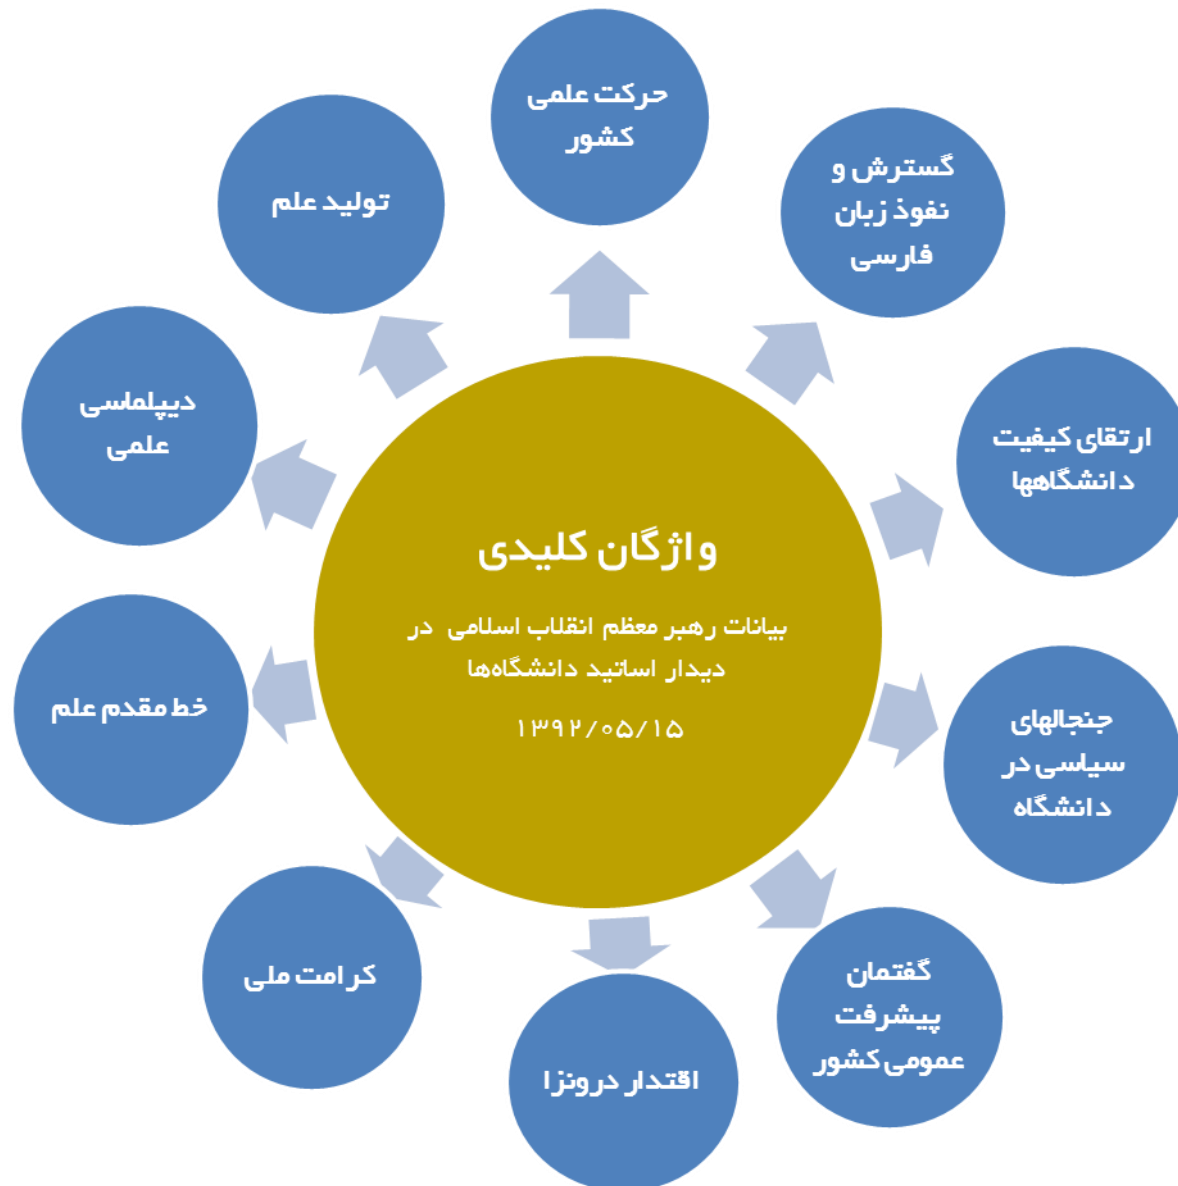 واژگان کلیدی
بیانات رهبر معظم انقلاب اسلامی در
دیدار اساتید دانشگاه‌ها
۱۳۹۲/۰۵/۱۵
حرکت علمی
کشور
گسترش و
نفوذ زبان
فارسی
ارتقای کیفیت
دانشگاهها
جنجالهای
سیاسی در
دانشگاه
گفتمان
پیشرفت
عمومی کشور
اقتدار درونزا
کرامت ملی
خط مقدم علم
دیپلماسی
علمی
تولید علم